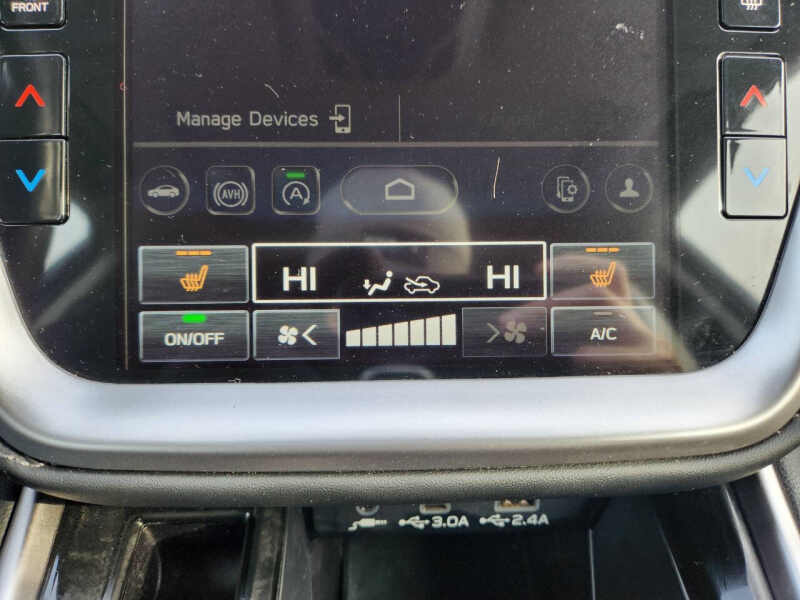 FRONT
Manage Devices
AVH
A
HI
HI
ON/OFF
A/C
3.0A
2.4A